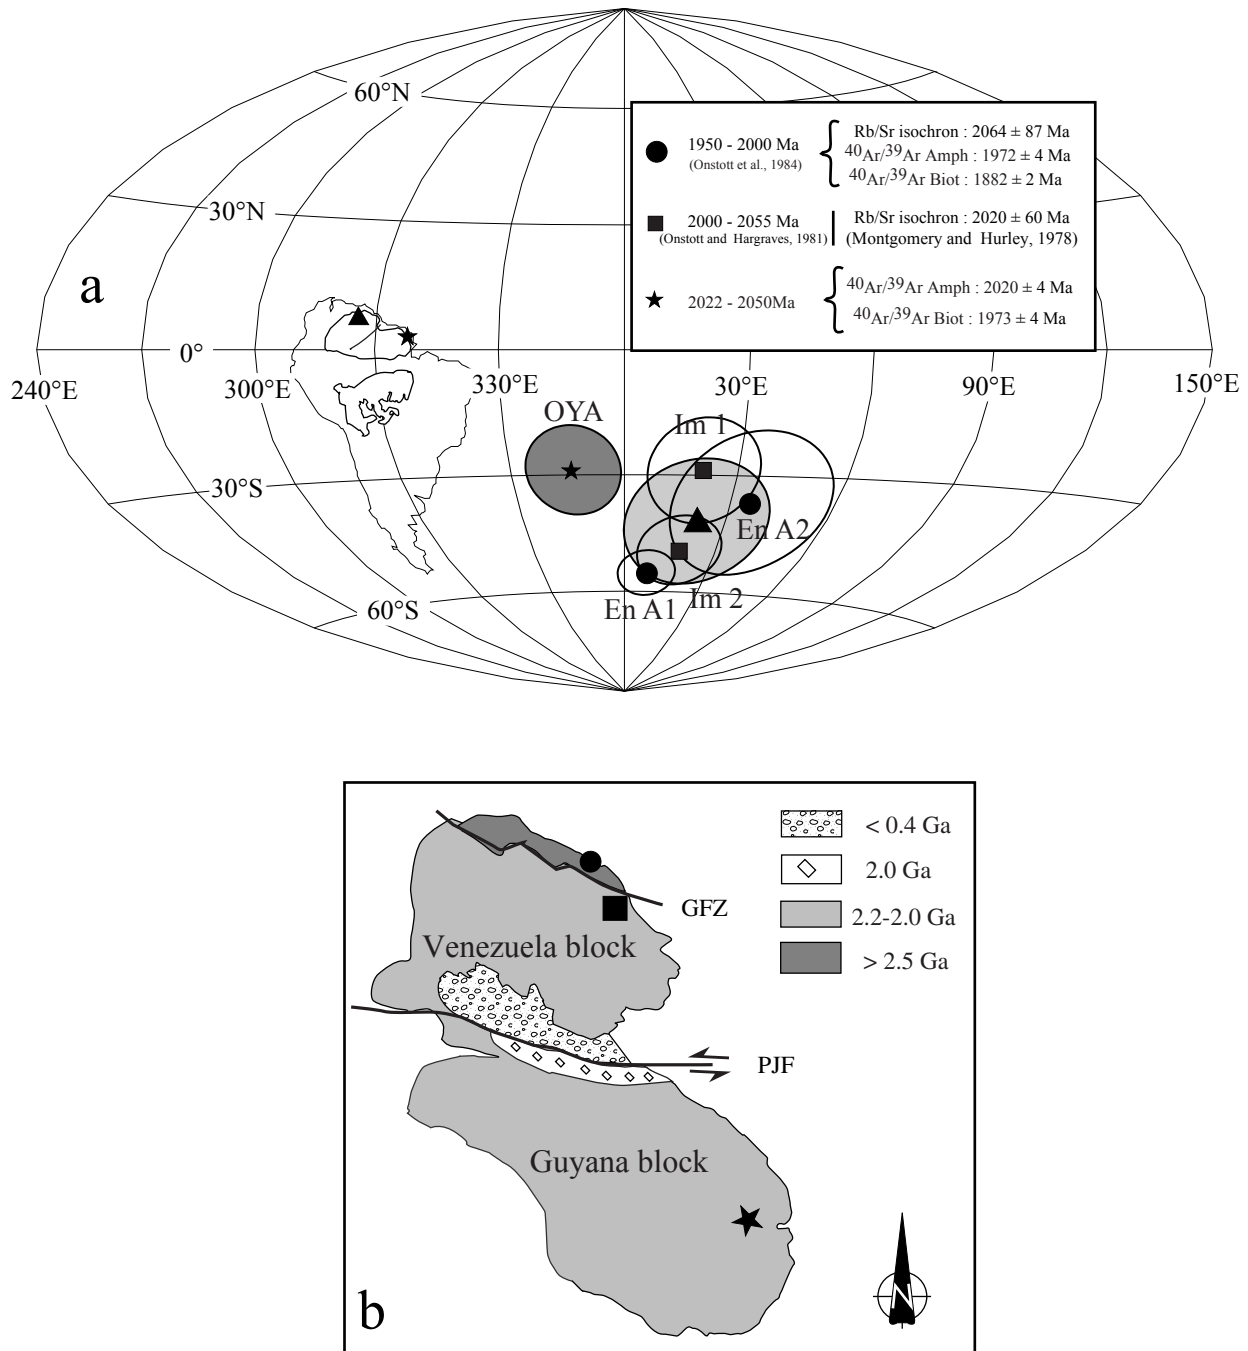 60°N
30°N
a
0°
240°E
300°E
330°E
30°E
90°E
150°E
1950 - 2000 Ma
(Onstott et al., 1984)
Rb/Sr isochron : 2064 ± 87 Ma
40Ar/39Ar Amph : 1972 ± 4 Ma
40Ar/39Ar Biot : 1882 ± 2 Ma
2000 - 2055 Ma
(Onstott and Hargraves, 1981)
Rb/Sr isochron : 2020 ± 60 Ma
(Montgomery and Hurley, 1978)
2022 - 2050Ma
40Ar/39Ar Amph : 2020 ± 4 Ma
40Ar/39Ar Biot : 1973 ± 4 Ma
OYA
Im 1
30°S
En A2
En A1
Im 2
60°S
< 0.4 Ga
2.0 Ga
2.2-2.0 Ga
> 2.5 Ga
GFZ
Venezuela block
PJF
Guyana block
N
b